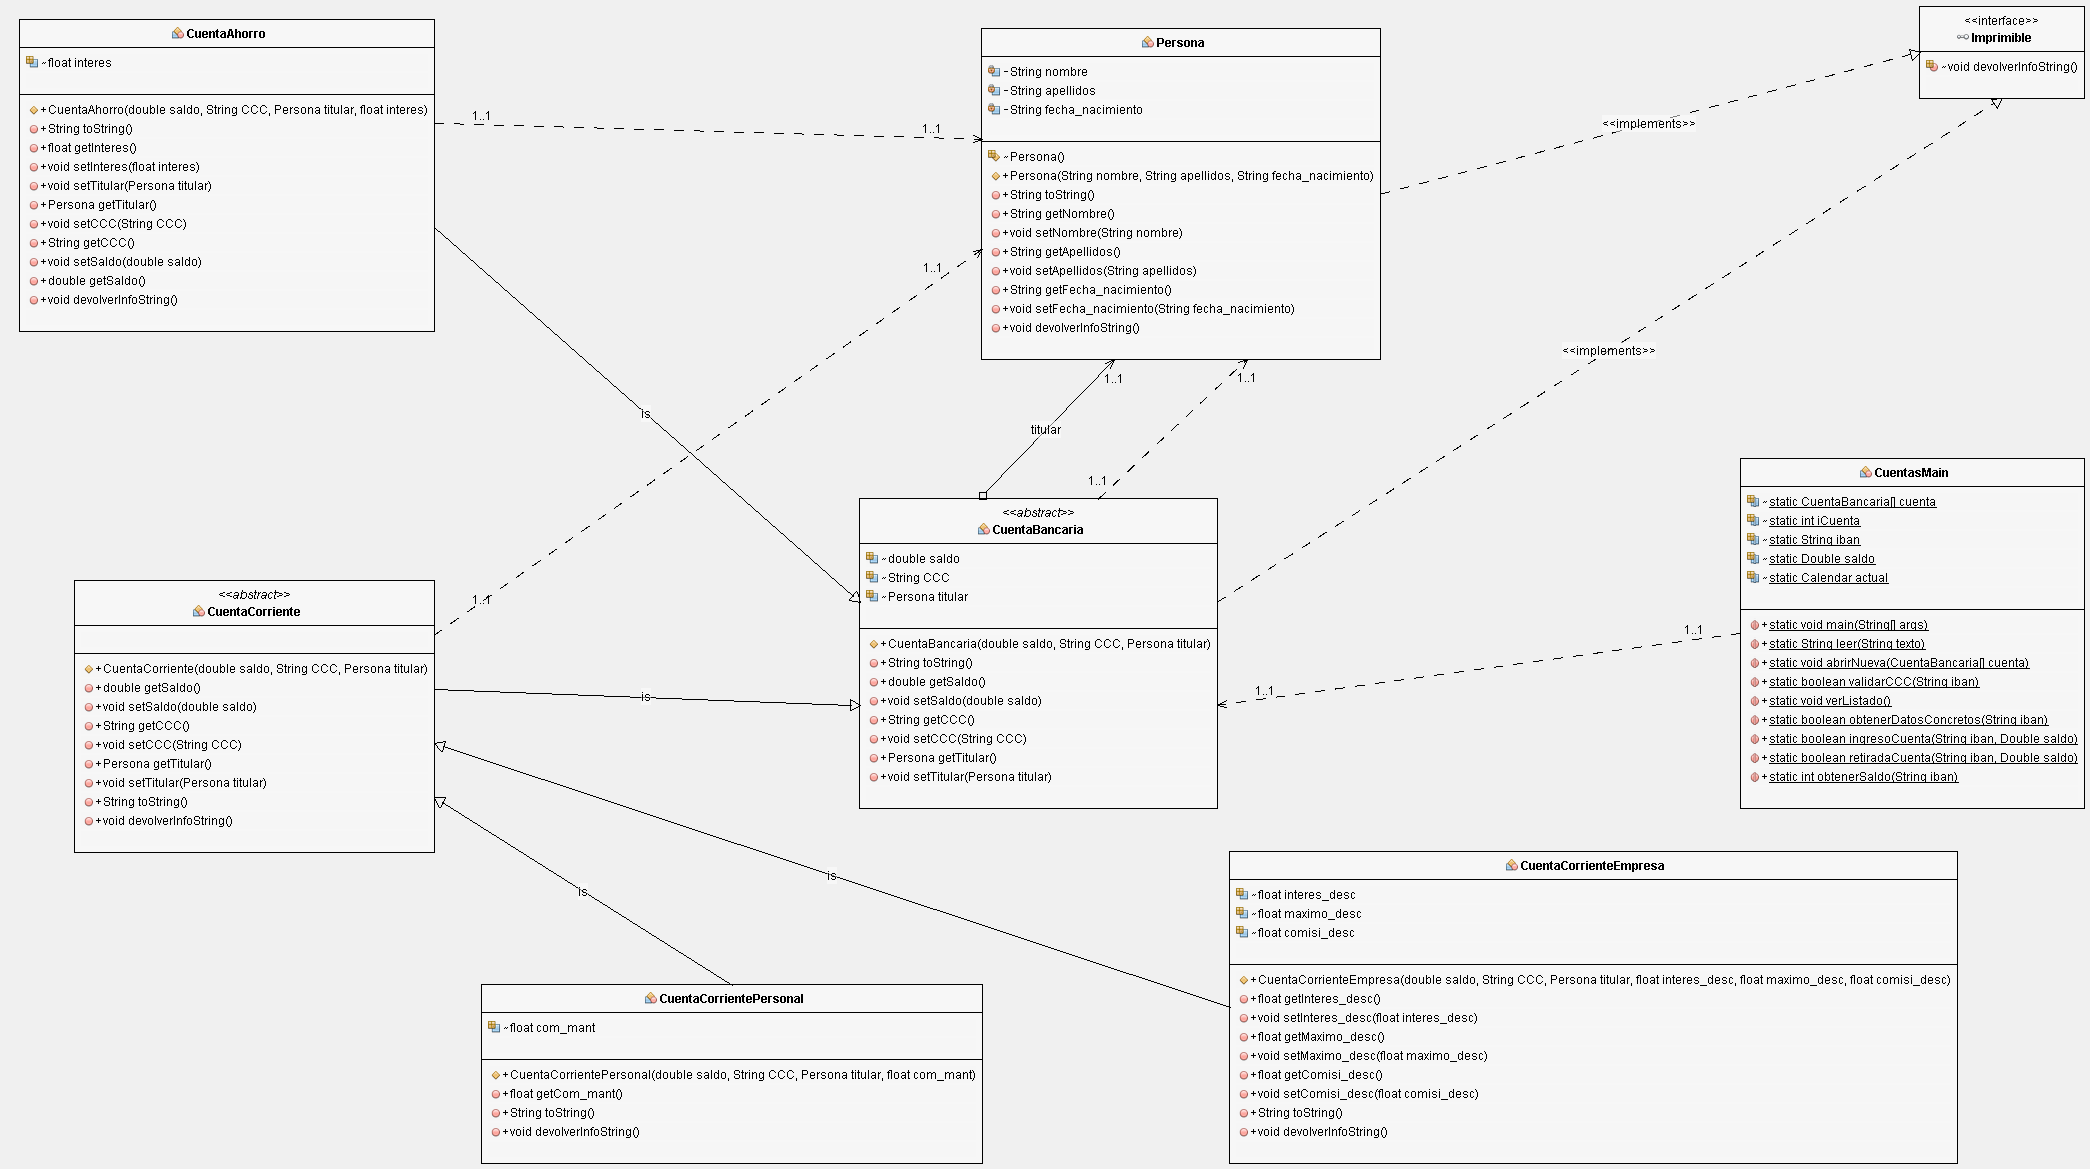 CuentaAhorro
~float interes
+CuentaAhorro(double saldo, String CCC, Persona titular, float interes)
+String toString()
+float getInteres()
+void setInteres(float interes)
+void setTitular(Persona titular)
+Persona getTitular()
+void setCCC(String CCC)
+String getCCC()
+void setSaldo(double saldo)
+double getSaldo()
+void devolverInfoString()
1..1
1..1
Persona
-String nombre
-String apellidos
-String fecha_nacimiento
~Persona()
+Persona(String nombre, String apellidos, String fecha_nacimiento)
+String toString()
+String getNombre()
+void setNombre(String nombre)
+String getApellidos()
+void setApellidos(String apellidos)
+String getFecha_nacimiento()
+void setFecha_nacimiento(String fecha_nacimiento)
+void devolverInfoString()
<<interface>>
Imprimible
~void devolverInfoString()
<<implements>>
<<implements>>
1..1
1..1
1..1
titular
is
1..1
1..1
<<abstract>>
CuentaBancaria
~double saldo
~String CCC
~Persona titular
+CuentaBancaria(double saldo, String CCC, Persona titular)
+String toString()
+double getSaldo()
+void setSaldo(double saldo)
+String getCCC()
+void setCCC(String CCC)
+Persona getTitular()
+void setTitular(Persona titular)
CuentasMain
~static CuentaBancaria[] cuenta
~static int iCuenta
~static String iban
~static Double saldo
~static Calendar actual
+static void main(String[] args)
+static String leer(String texto)
+static void abrirNueva(CuentaBancaria[] cuenta)
+static boolean validarCCC(String iban)
+static void verListado()
+static boolean obtenerDatosConcretos(String iban)
+static boolean ingresoCuenta(String iban, Double saldo)
+static boolean retiradaCuenta(String iban, Double saldo)
+static int obtenerSaldo(String iban)
1..1
1..1
<<abstract>>
CuentaCorriente
+CuentaCorriente(double saldo, String CCC, Persona titular)
+double getSaldo()
+void setSaldo(double saldo)
+String getCCC()
+void setCCC(String CCC)
+Persona getTitular()
+void setTitular(Persona titular)
+String toString()
+void devolverInfoString()
is
is
is
CuentaCorrienteEmpresa
~float interes_desc
~float maximo_desc
~float comisi_desc
+CuentaCorrienteEmpresa(double saldo, String CCC, Persona titular, float interes_desc, float maximo_desc, float comisi_desc)
+float getInteres_desc()
+void setInteres_desc(float interes_desc)
+float getMaximo_desc()
+void setMaximo_desc(float maximo_desc)
+float getComisi_desc()
+void setComisi_desc(float comisi_desc)
+String toString()
+void devolverInfoString()
CuentaCorrientePersonal
~float com_mant
+CuentaCorrientePersonal(double saldo, String CCC, Persona titular, float com_mant)
+float getCom_mant()
+String toString()
+void devolverInfoString()